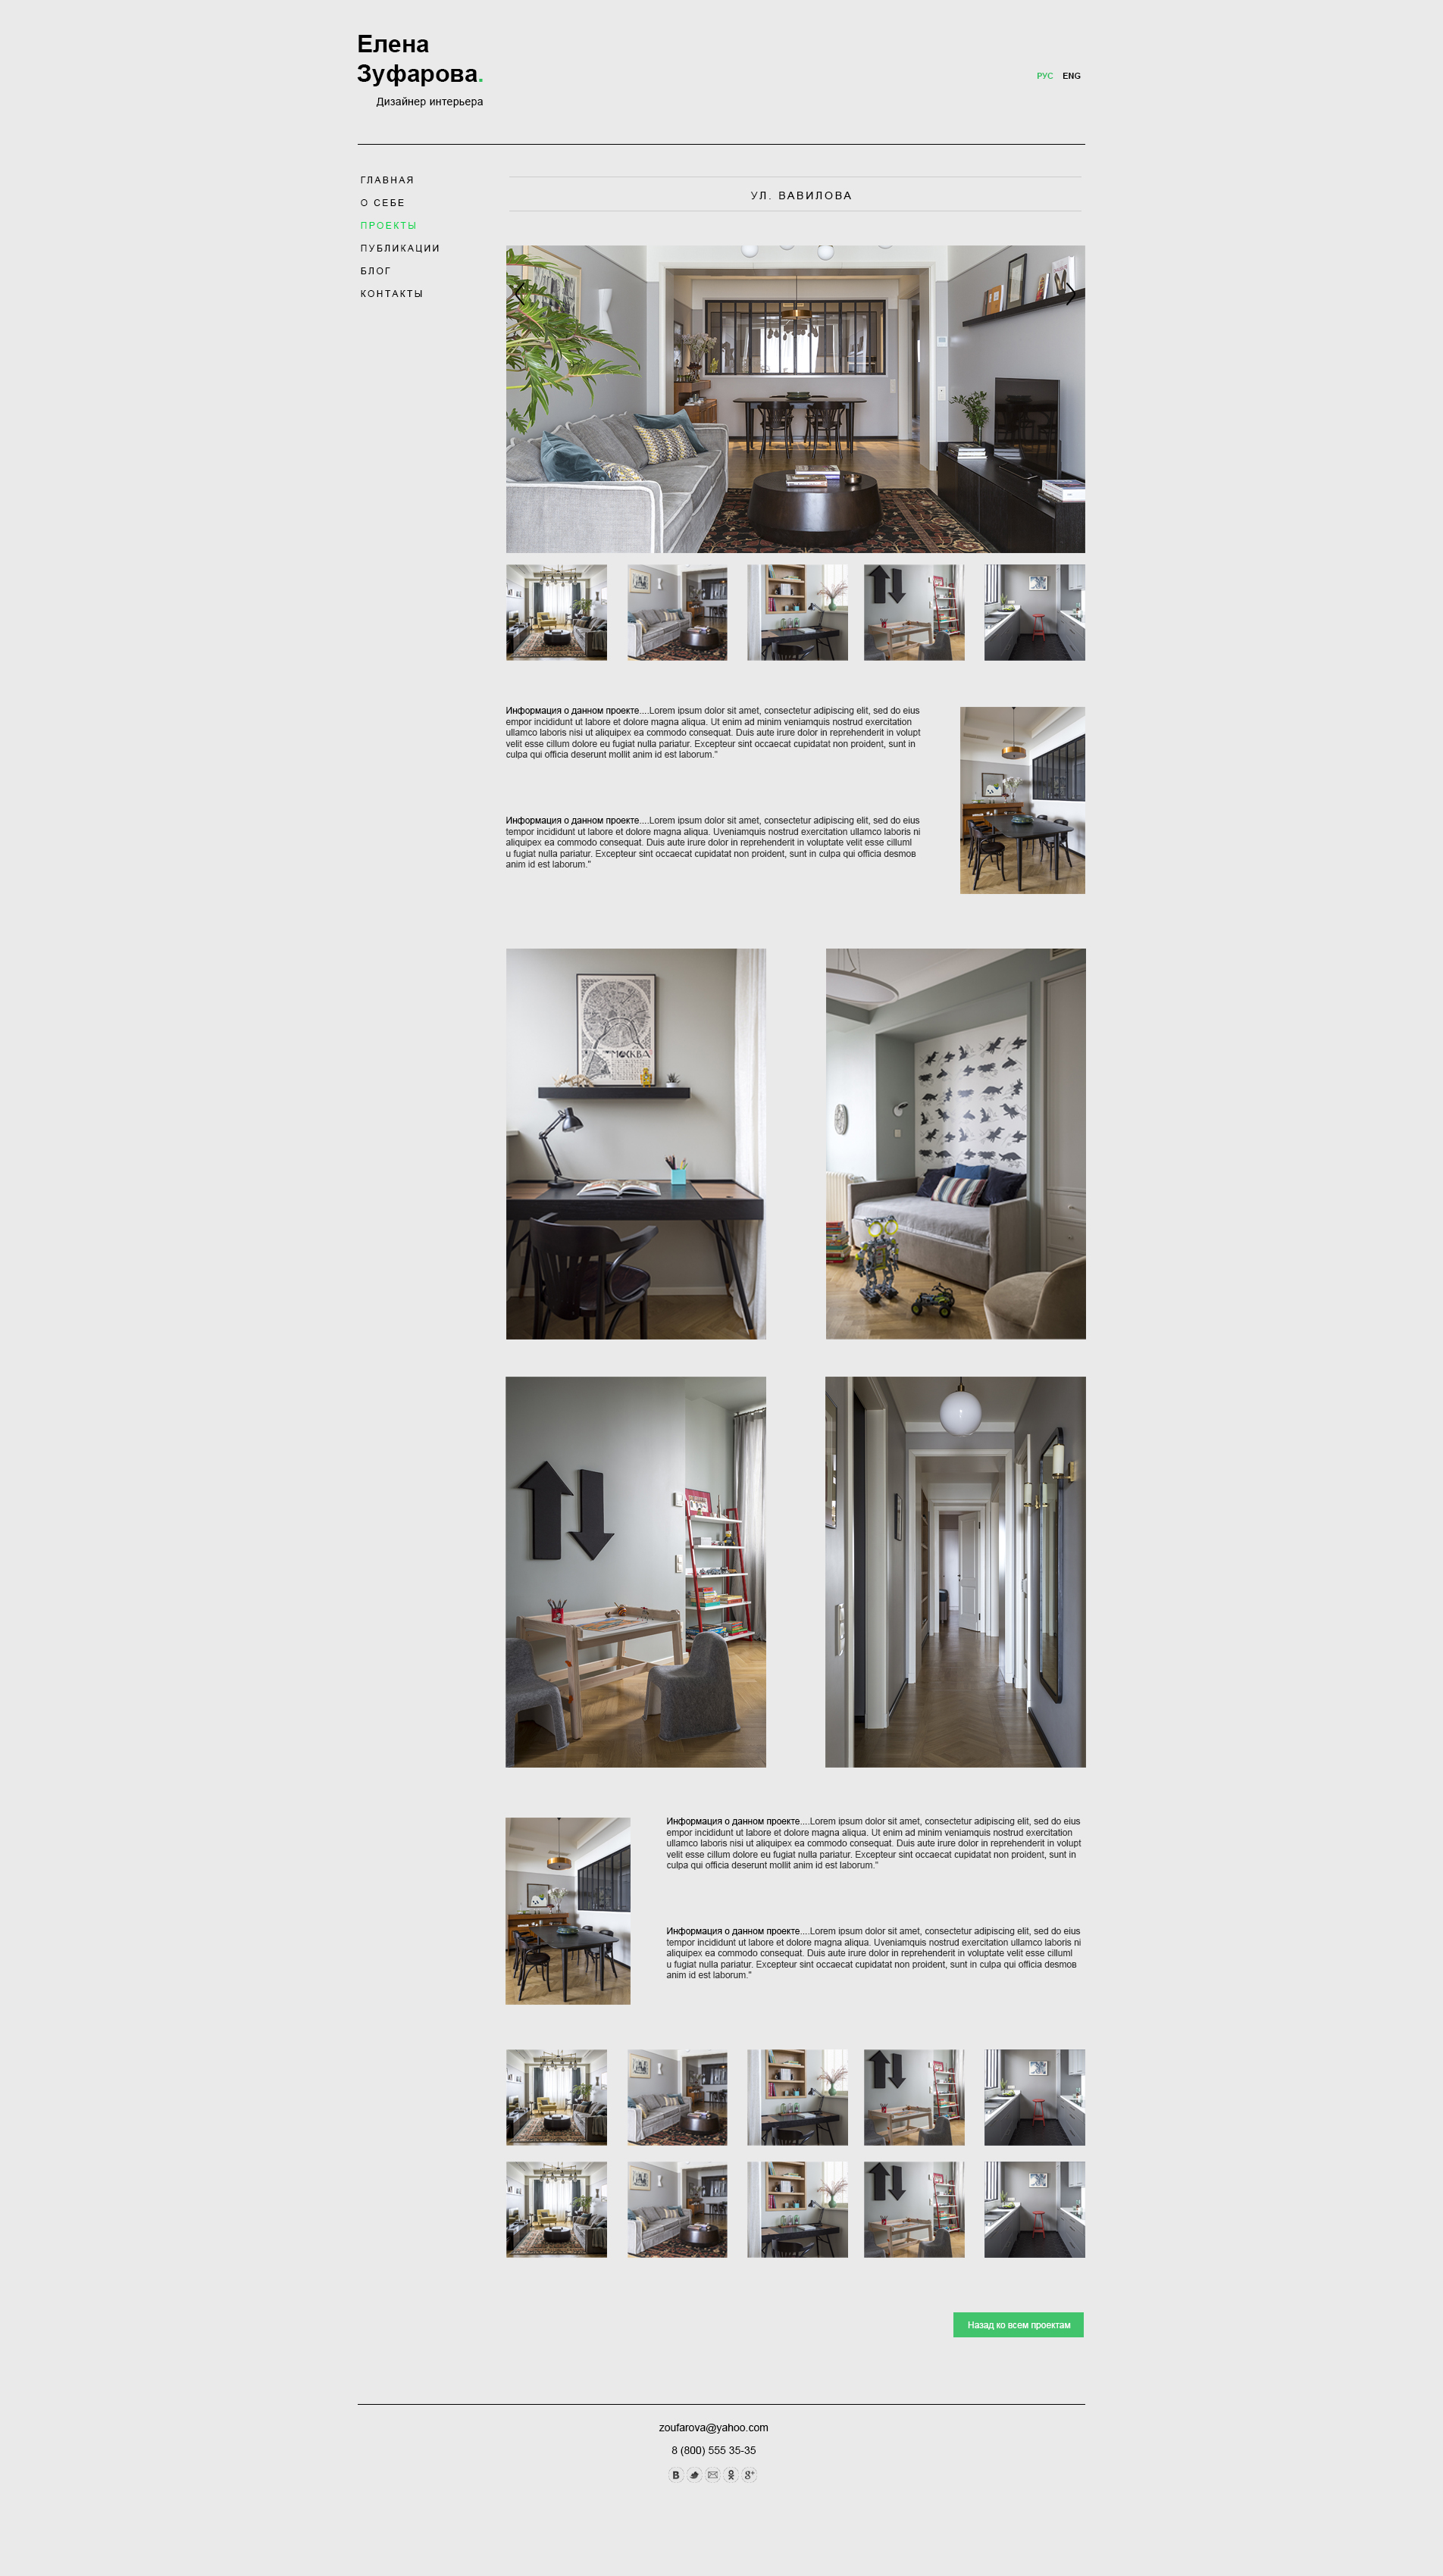 Елена
Зуфарова.
Дизайнер интерьера
РУС ENG
ГЛАВНАЯ
О СЕБЕ
ПРОЕКТЫ
ПУБЛИКАЦИИ
БЛОГ
КОНТАКТЫ
УЛ. ВАВИЛОВА
Информация о данном проекте....Lorem ipsum dolor sit amet, consectetur adipiscing elit, sed do eius
empor incididunt ut labore et dolore magna aliqua. Ut enim ad minim veniamquis nostrud exercitation
ullamco laboris nisi ut aliquipex ea commodo consequat. Duis aute irure dolor in reprehenderit in volupt
velit esse cillum dolore eu fugiat nulla pariatur. Excepteur sint occaecat cupidatat non proident, sunt in
culpa qui officia deserunt mollit anim id est laborum."
Информация о данном проекте....Lorem ipsum dolor sit amet, consectetur adipiscing elit, sed do eius
tempor incididunt ut labore et dolore magna aliqua. Uveniamquis nostrud exercitation ullamco laboris ni
aliquipex ea commodo consequat. Duis aute irure dolor in reprehenderit in voluptate velit esse cilluml
u fugiat nulla pariatur. Excepteur sint occaecat cupidatat non proident, sunt in culpa qui officia desmов
anim id est laborum."
МОСКВА
Информация о данном проекте....Lorem ipsum dolor sit amet, consectetur adipiscing elit, sed do eius
empor incididunt ut labore et dolore magna aliqua. Ut enim ad minim veniamquis nostrud exercitation
ullamco laboris nisi ut aliquipex ea commodo consequat. Duis aute irure dolor in reprehenderit in volupt
velit esse cillum dolore eu fugiat nulla pariatur. Excepteur sint occaecat cupidatat non proident, sunt in
culpa qui officia deserunt mollit anim id est laborum."
Информация о данном проекте....Lorem ipsum dolor sit amet, consectetur adipiscing elit, sed do eius
tempor incididunt ut labore et dolore magna aliqua. Uveniamquis nostrud exercitation ullamco laboris ni
aliquipex ea commodo consequat. Duis aute irure dolor in reprehenderit in voluptate velit esse cilluml
u fugiat nulla pariatur. Excepteur sint occaecat cupidatat non proident, sunt in culpa qui officia desmов
anim id est laborum."
Назад ко всем проектам
zoufarova@yahoo.com
8 (800) 555 35-35